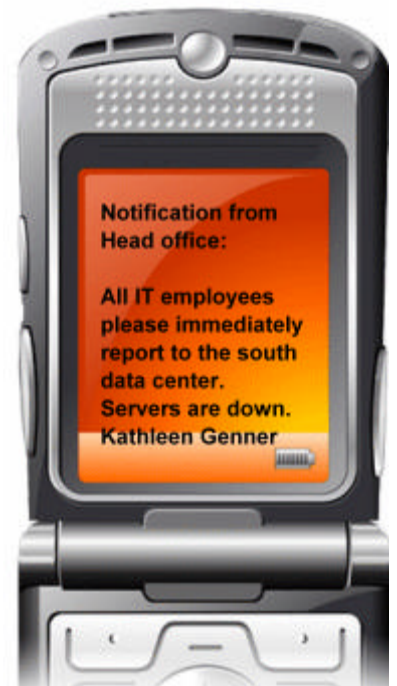 Notification from
Head office:
All IT employees
please immediately
report to the south
data center.
Servers are down.
Kathleen Genner